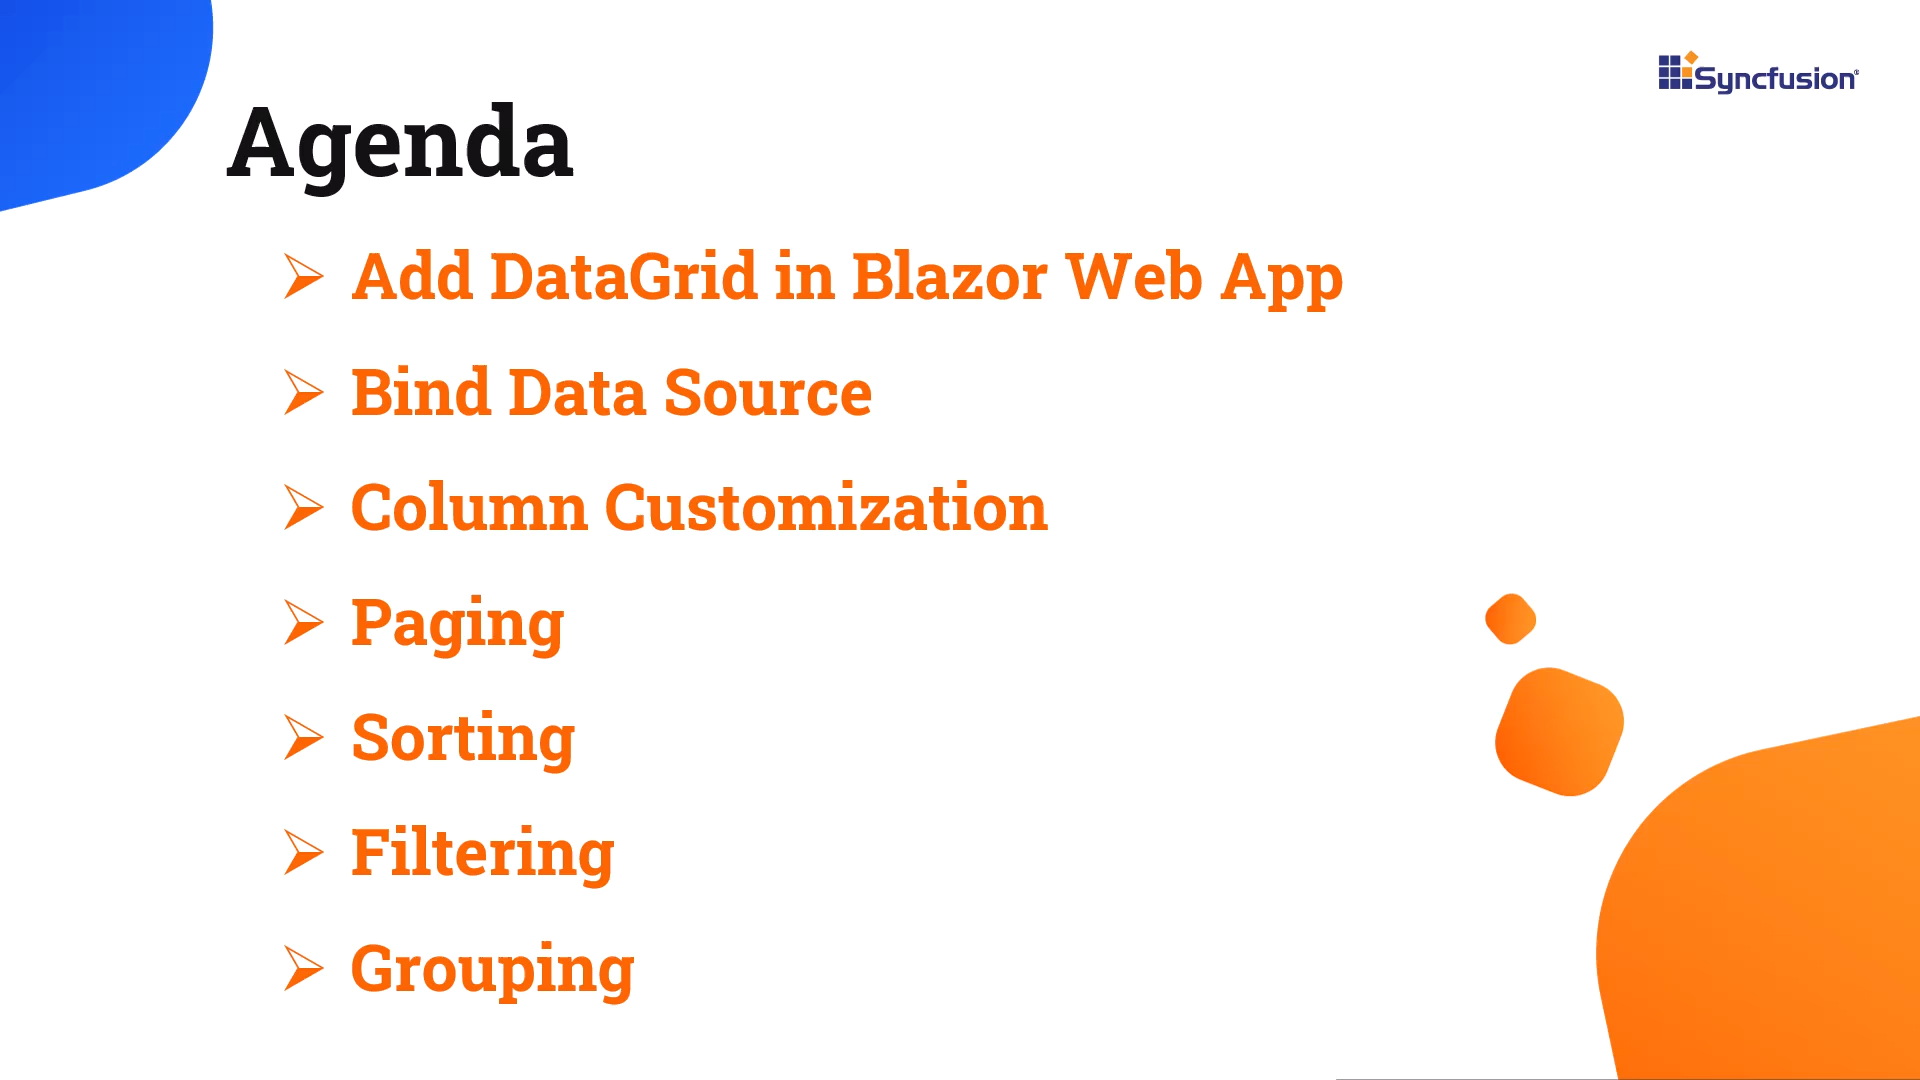 Syncfusion®
Agenda
➢ Add DataGrid in Blazor Web App
➢ Bind Data Source
➢ Column Customization
➢ Paging
➢ Sorting
➢ Filtering
➢ Grouping